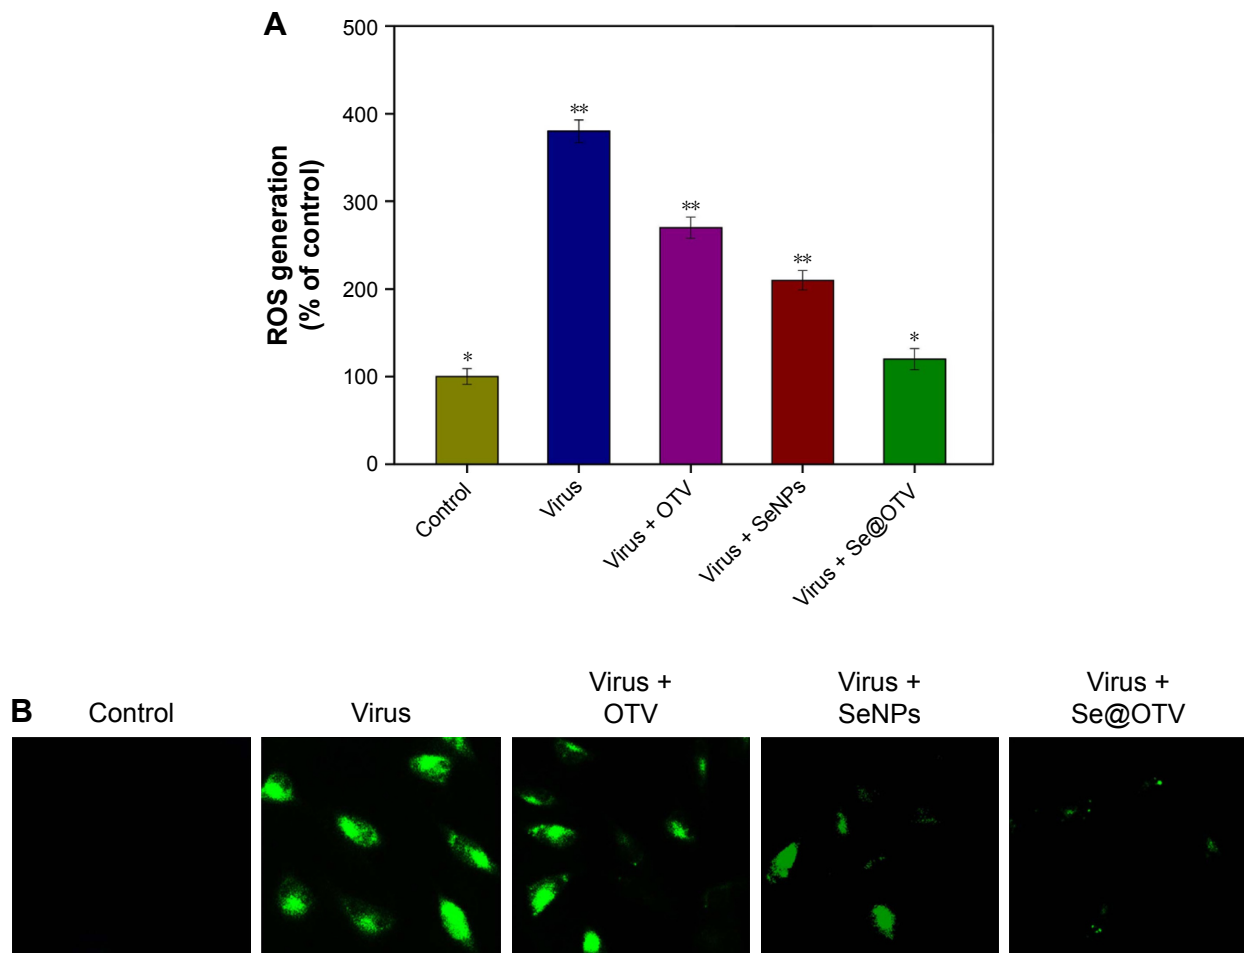 A
500
400
300
200
100
0
ROS generation
(% of control)
*
**
**
**
*
Control
Virus
Virus + OTV
Virus + SeNPs
Virus + Se@OTV
B
Control
Virus
Virus +
OTV
Virus +
SeNPs
Virus +
Se@OTV